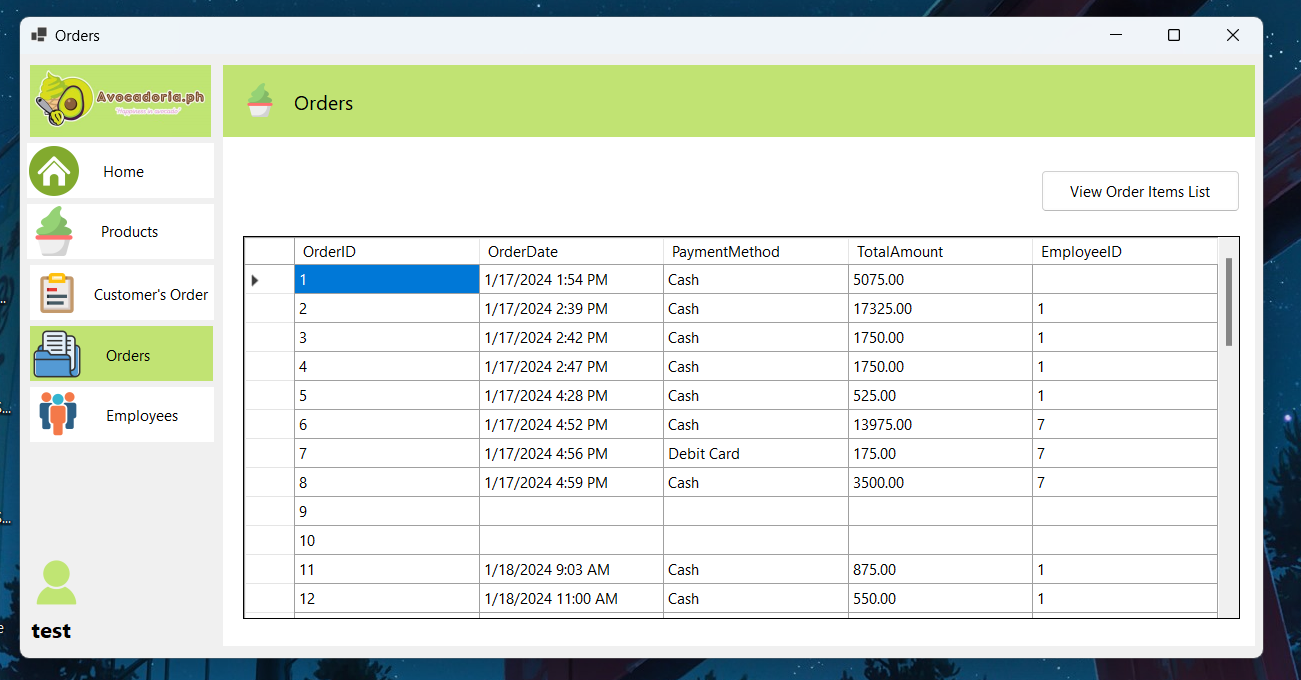 Orders
Avocadoria.ph
Orders
Home
Products
Customer's Order
Orders
Employees
test
View Order Items List
OrderID OrderDate PaymentMethod TotalAmount EmployeeID
1 1/17/2024 1:54 PM Cash 5075.00
2 1/17/2024 2:39 PM Cash 17325.00 1
3 1/17/2024 2:42 PM Cash 1750.00 1
4 1/17/2024 2:47 PM Cash 1750.00 1
5 1/17/2024 4:28 PM Cash 525.00 1
6 1/17/2024 4:52 PM Cash 13975.00 7
7 1/17/2024 4:56 PM Debit Card 175.00 7
8 1/17/2024 4:59 PM Cash 3500.00 7
9
10
11 1/18/2024 9:03 AM Cash 875.00 1
12 1/18/2024 11:00 AM Cash 550.00 1